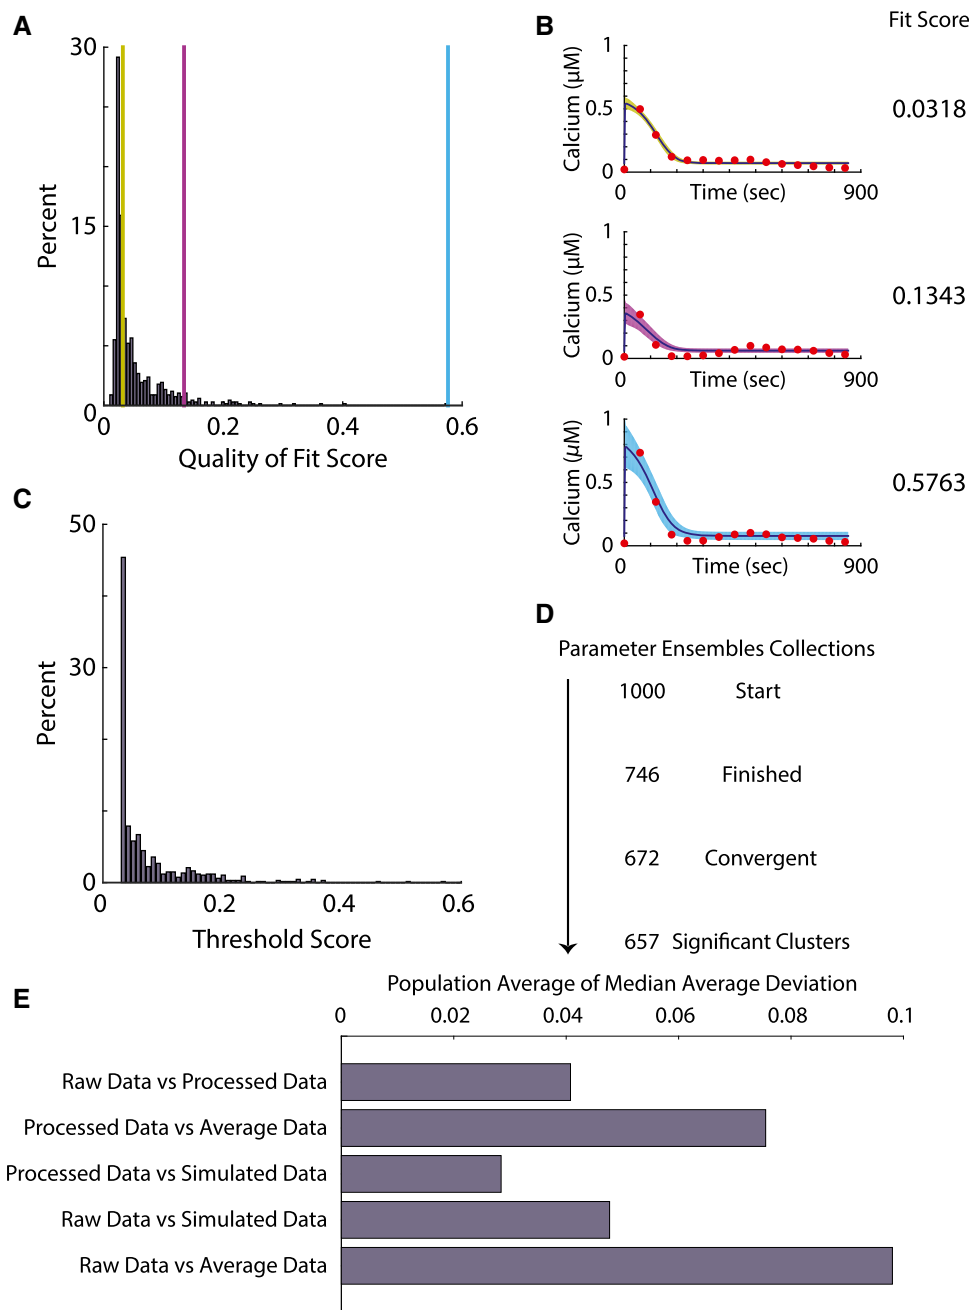 A
30
15
0
Percent
0 0.2 0.4 0.6
Quality of Fit Score
B
Fit Score
1
0.5
0
Calcium (μM)
0 Time (sec) 900
0.0318
1
0.5
0
Calcium (μM)
0 Time (sec) 900
0.1343
1
0.5
0
Calcium (μM)
0 Time (sec) 900
0.5763
C
50
30
0
Percent
0 0.2 0.4 0.6
Threshold Score
D
Parameter Ensembles Collections
1000 Start
746 Finished
672 Convergent
657 Significant Clusters
E
Population Average of Median Average Deviation
0 0.02 0.04 0.06 0.08 0.1
Raw Data vs Processed Data
Processed Data vs Average Data
Processed Data vs Simulated Data
Raw Data vs Simulated Data
Raw Data vs Average Data